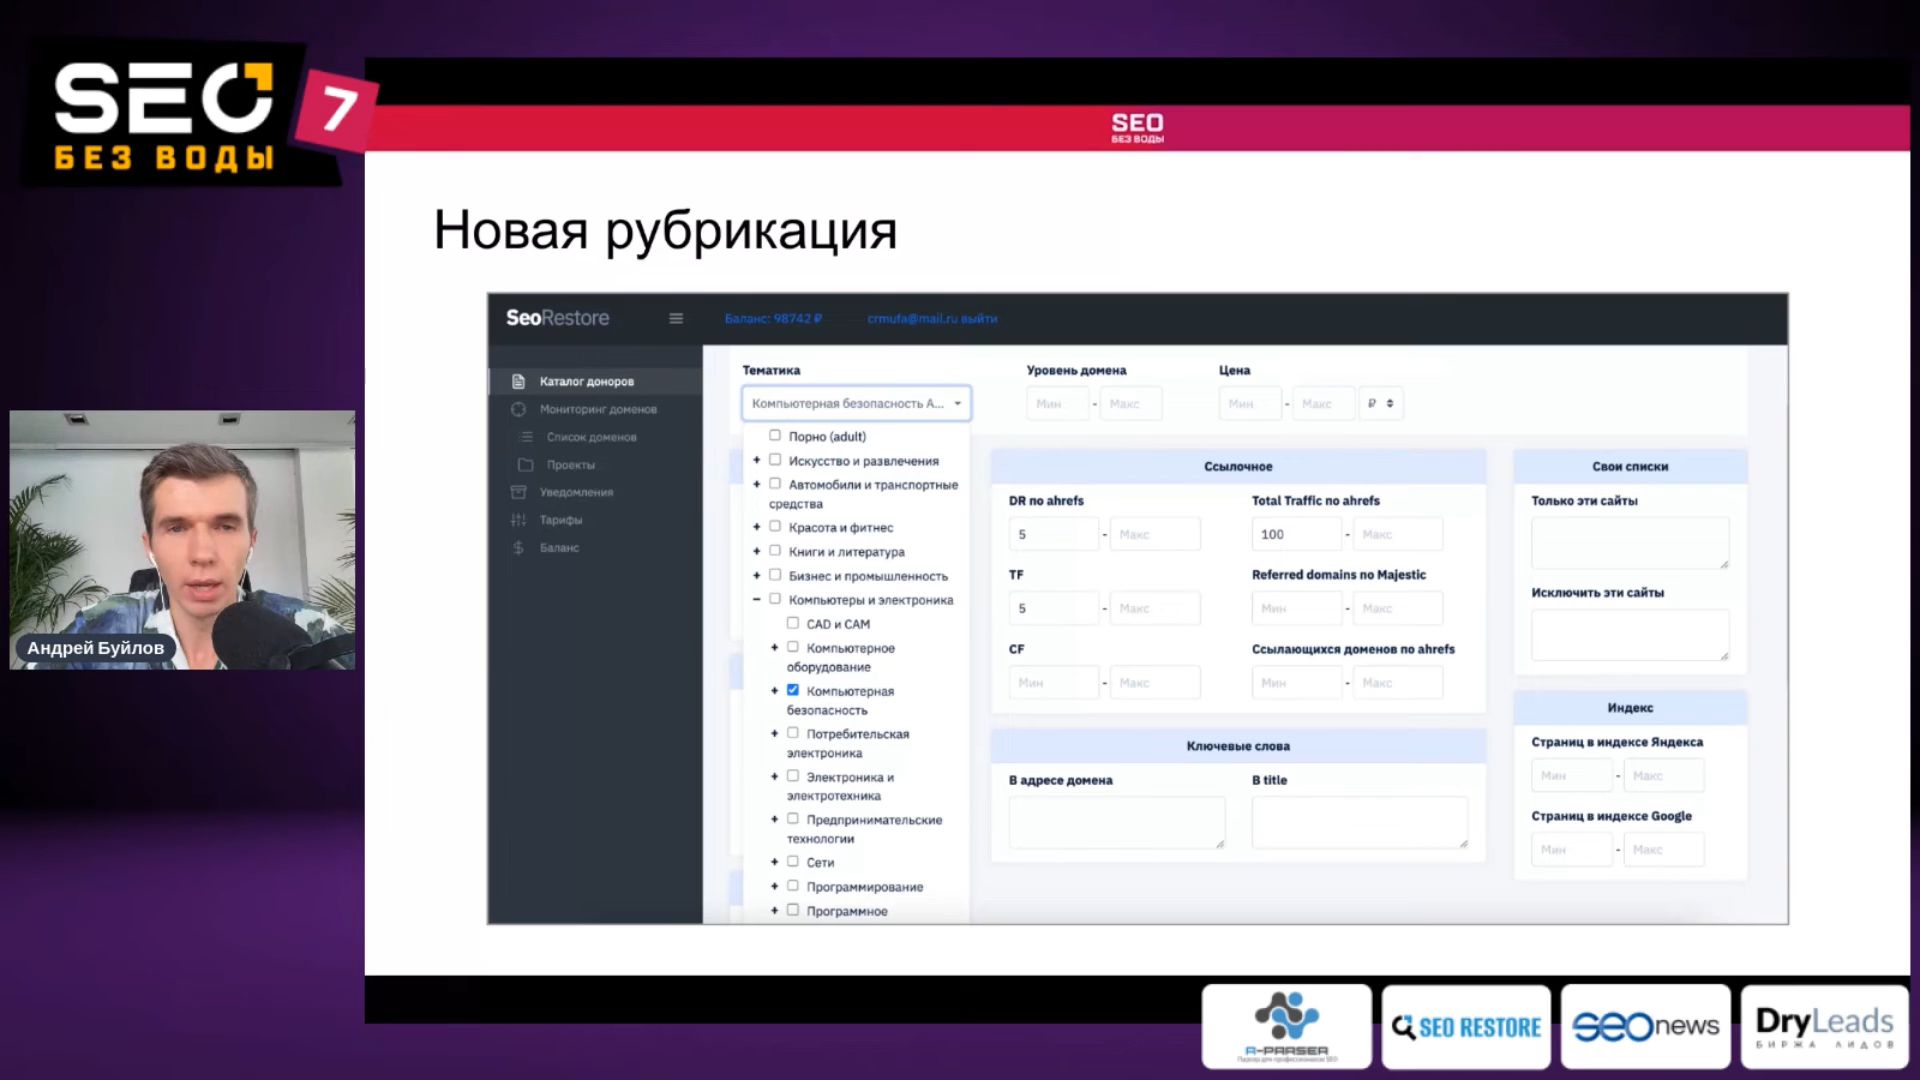 SEO
7
БЕЗ ВОДЫ
SEO
БЕЗ ВОДЫ
Новая рубрикация
SeoRestore
Баланс: 98742 ₽
crmufa@mail.ru выйти
Каталог доноров
Мониторинг доменов
Список доменов
Проекты
Уведомления
Тарифы
Баланс
Тематика
Компьютерная безопасность А...
Порно (adult)
+ Искусство и развлечения
+ Автомобили и транспортные
средства
+ Красота и фитнес
+ Книги и литература
+ Бизнес и промышленность
− Компьютеры и электроника
CAD и CAM
+ Компьютерное
оборудование
+ Компьютерная
безопасность
+ Потребительская
электроника
+ Электроника и
электротехника
+ Предпринимательские
технологии
+ Сети
+ Программирование
+ Программное
Уровень домена
Мин - Макс
Цена
Мин - Макс ₽
Ссылочное
DR по ahrefs
5 - Макс
Total Traffic по ahrefs
100 - Макс
TF
5 - Макс
Referred domains по Majestic
Мин - Макс
CF
Мин - Макс
Ссылающихся доменов по ahrefs
Мин - Макс
Ключевые слова
В адресе домена
В title
Свои списки
Только эти сайты
Исключить эти сайты
Индекс
Страниц в индексе Яндекса
Мин - Макс
Страниц в индексе Google
Мин - Макс
Андрей Буйлов
A-PARSER
Парсер для профессионалов SEO
SEO RESTORE
seonews
DryLeads
БИРЖА ЛИДОВ